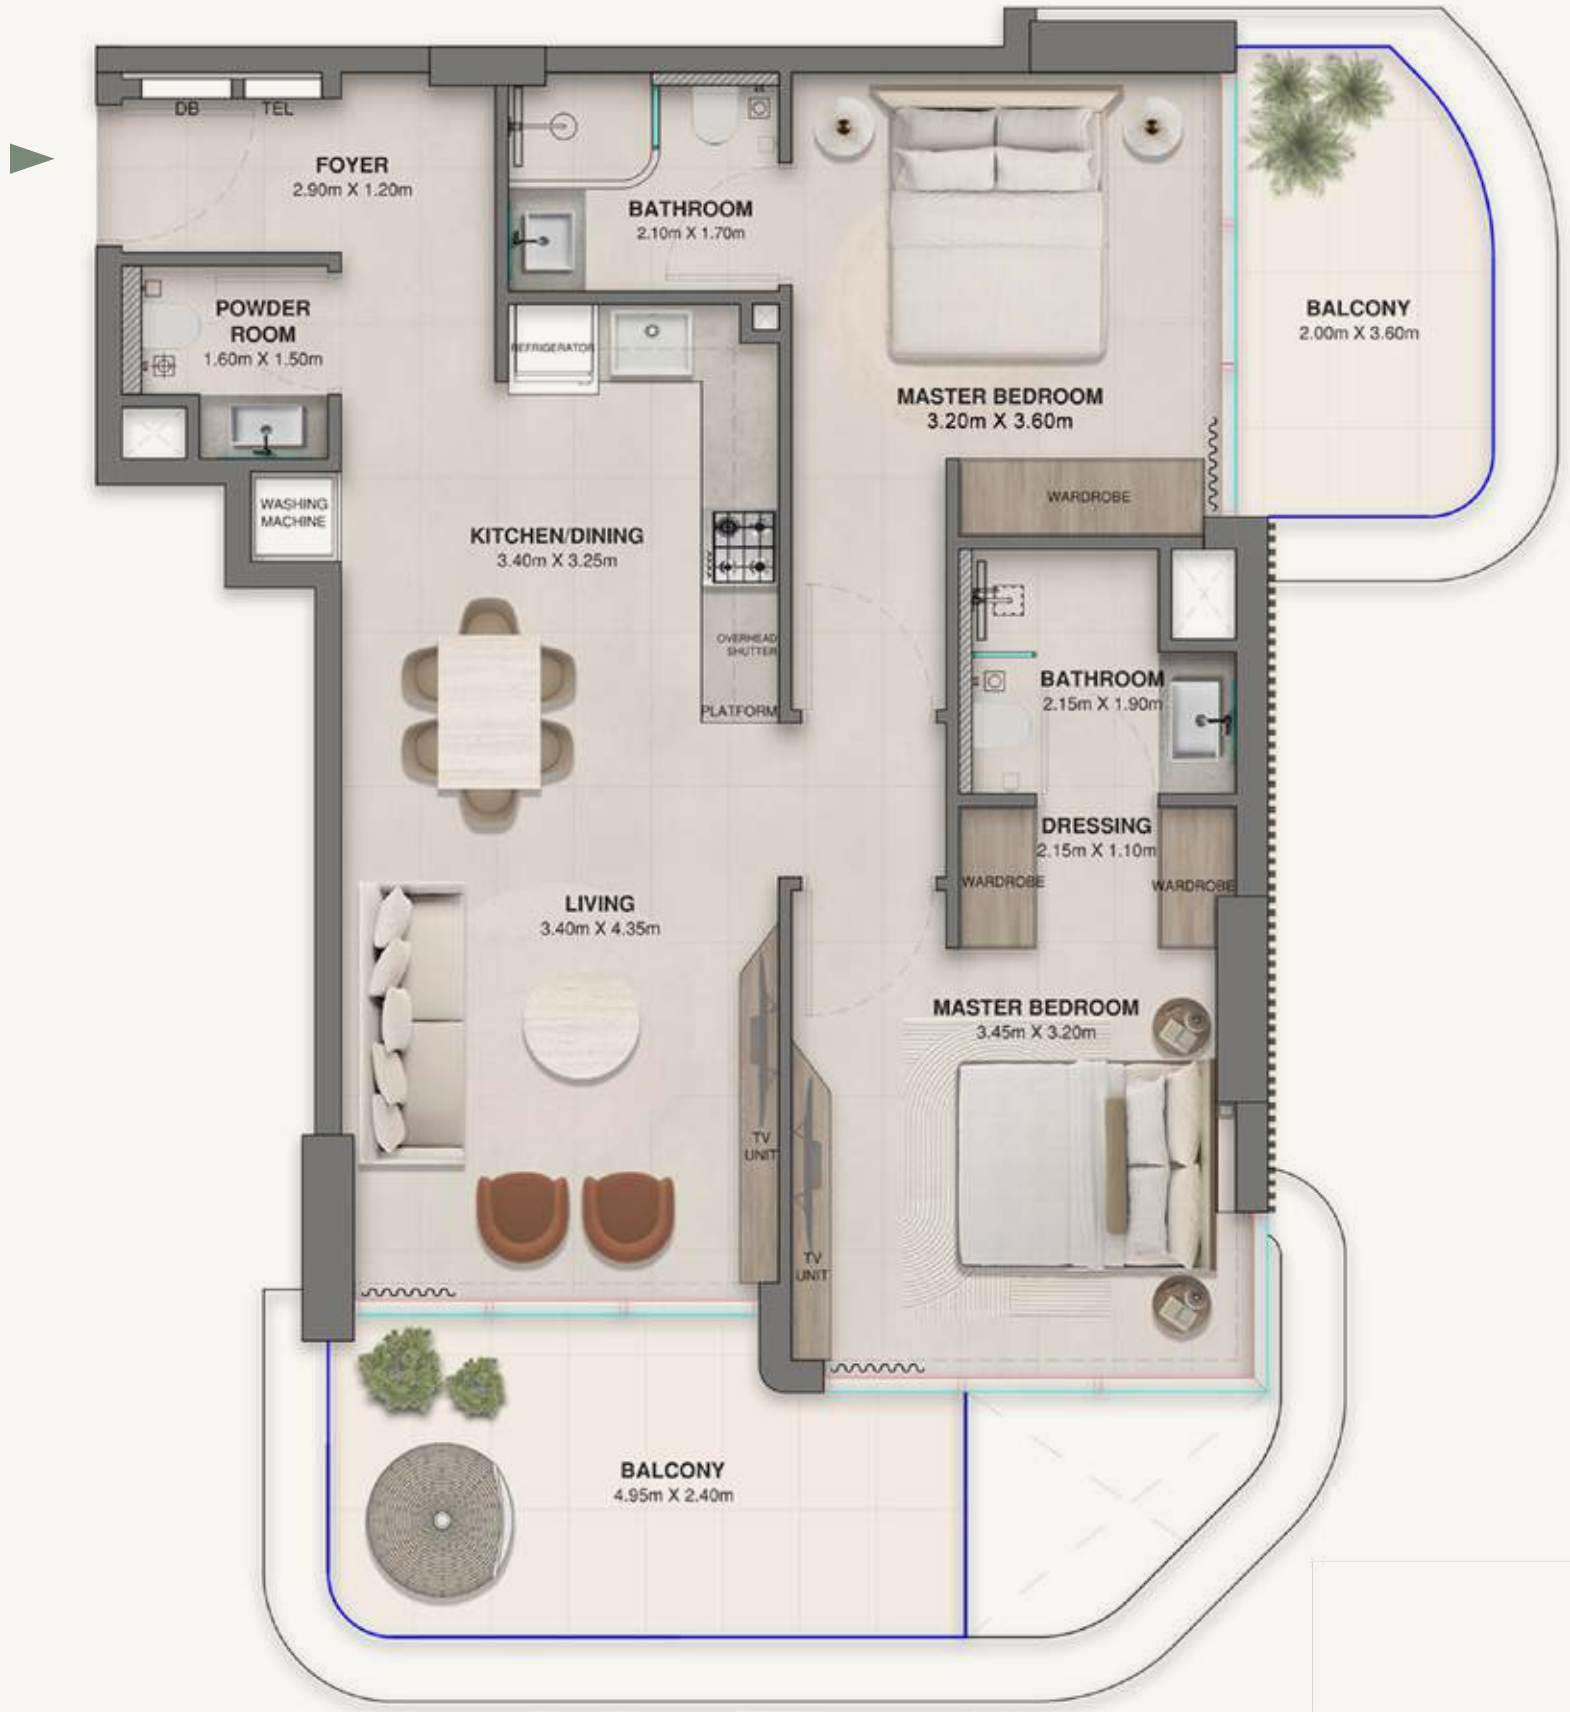 DB
TEL
FOYER
2.90m X 1.20m
BATHROOM
2.10m X 1.70m
POWDER
ROOM
1.60m X 1.50m
REFRIGERATOR
BALCONY
2.00m X 3.60m
MASTER BEDROOM
3.20m X 3.60m
WARDROBE
WASHING
MACHINE
KITCHEN/DINING
3.40m X 3.25m
OVERHEAD
SHUTTER
PLATFORM
BATHROOM
2.15m X 1.90m
DRESSING
2.15m X 1.10m
WARDROBE
WARDROBE
LIVING
3.40m X 4.35m
MASTER BEDROOM
3.45m X 3.20m
TV
UNIT
TV
UNIT
BALCONY
4.95m X 2.40m